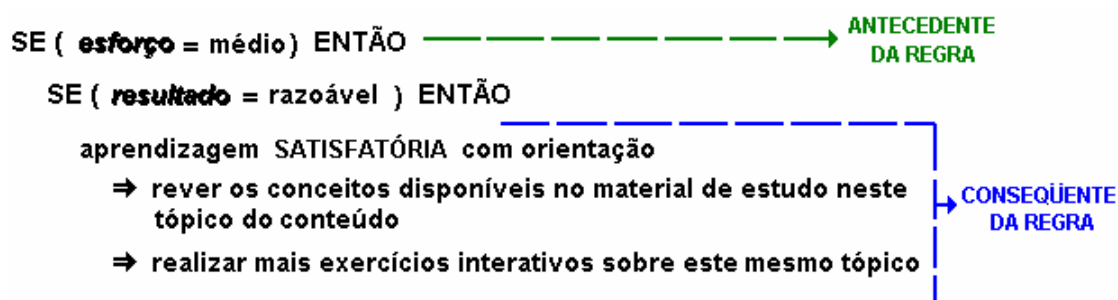 SE ( esforço = médio) ENTÃO
ANTECEDENTE
DA REGRA
SE ( resultado = razoável ) ENTÃO
aprendizagem SATISFATÓRIA com orientação
⇒ rever os conceitos disponíveis no material de estudo neste
tópico do conteúdo
⇒ realizar mais exercícios interativos sobre este mesmo tópico
CONSEQÜENTE
DA REGRA